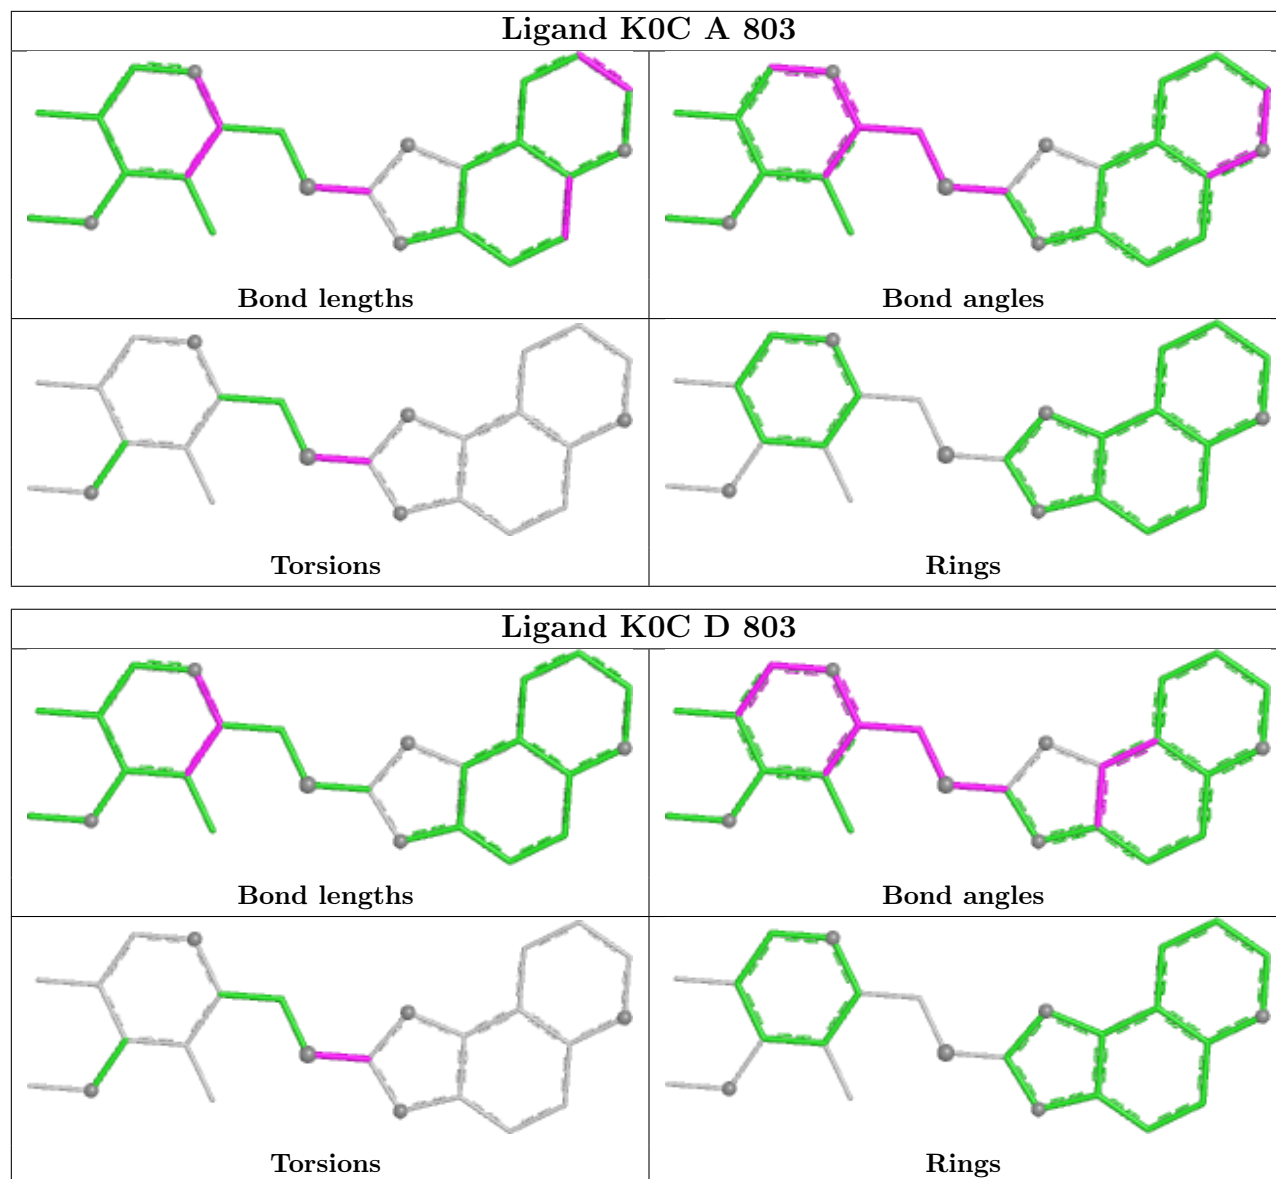 Ligand K0C A 803
Bond lengths
Bond angles
Torsions
Rings
Ligand K0C D 803
Bond lengths
Bond angles
Torsions
Rings